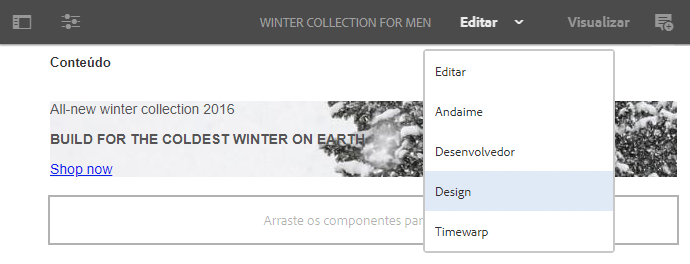 WINTER COLLECTION FOR MEN Editar Visualizar
Conteúdo
Editar
Andaime
Desenvolvedor
Design
Timewarp
All-new winter collection 2016
BUILD FOR THE COLDEST WINTER ON EARTH
Shop now
Arraste os componentes